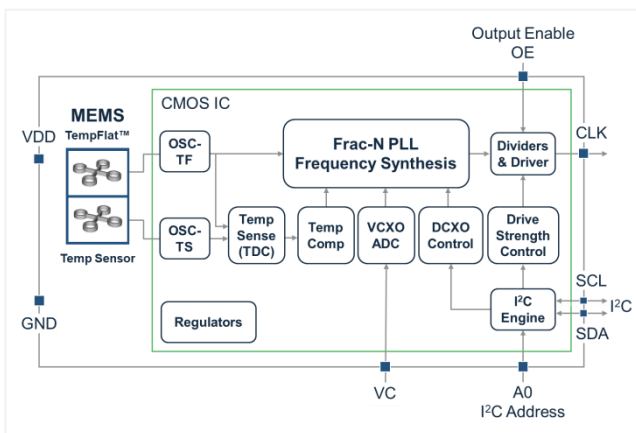 Output Enable
OE
CMOS IC
MEMS
TempFlat™
VDD
OSC-
TF
Frac-N PLL
Frequency Synthesis
Dividers
& Driver
CLK
OSC-
TS
Temp
Sense
(TDC)
Temp
Comp
VCXO
ADC
DCXO
Control
Drive
Strength
Control
Temp Sensor
SCL
I²C
SDA
I²C
Engine
Regulators
GND
VC
A0
I²C Address